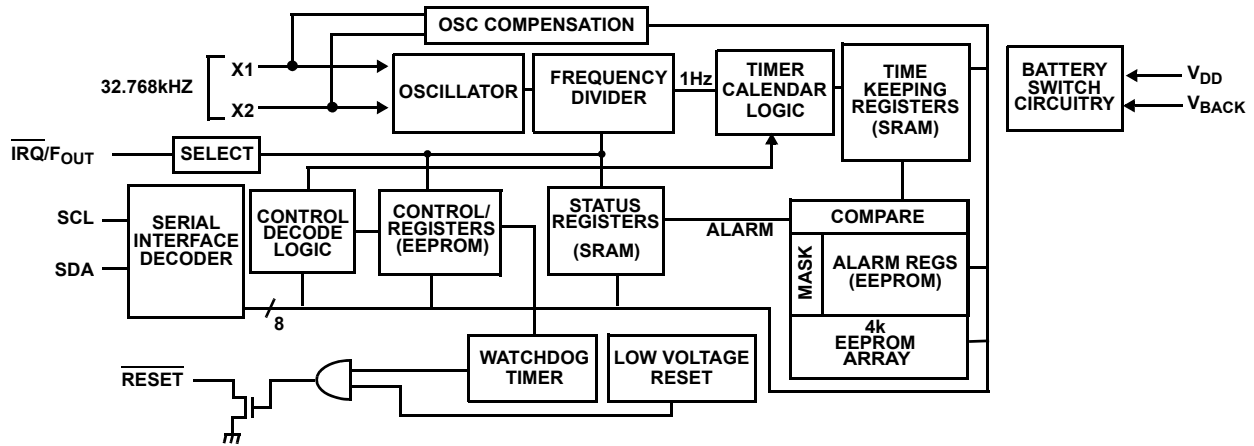 OSC COMPENSATION
32.768kHZ
X1
X2
OSCILLATOR
FREQUENCY
DIVIDER
1Hz
TIMER
CALENDAR
LOGIC
TIME
KEEPING
REGISTERS
(SRAM)
BATTERY
SWITCH
CIRCUITRY
VDD
VBACK
IRQ/FOUT
SELECT
SCL
SDA
SERIAL
INTERFACE
DECODER
CONTROL
DECODE
LOGIC
CONTROL/
REGISTERS
(EEPROM)
STATUS
REGISTERS
(SRAM)
ALARM
COMPARE
MASK
ALARM REGS
(EEPROM)
4k
EEPROM
ARRAY
8
WATCHDOG
TIMER
LOW VOLTAGE
RESET
RESET